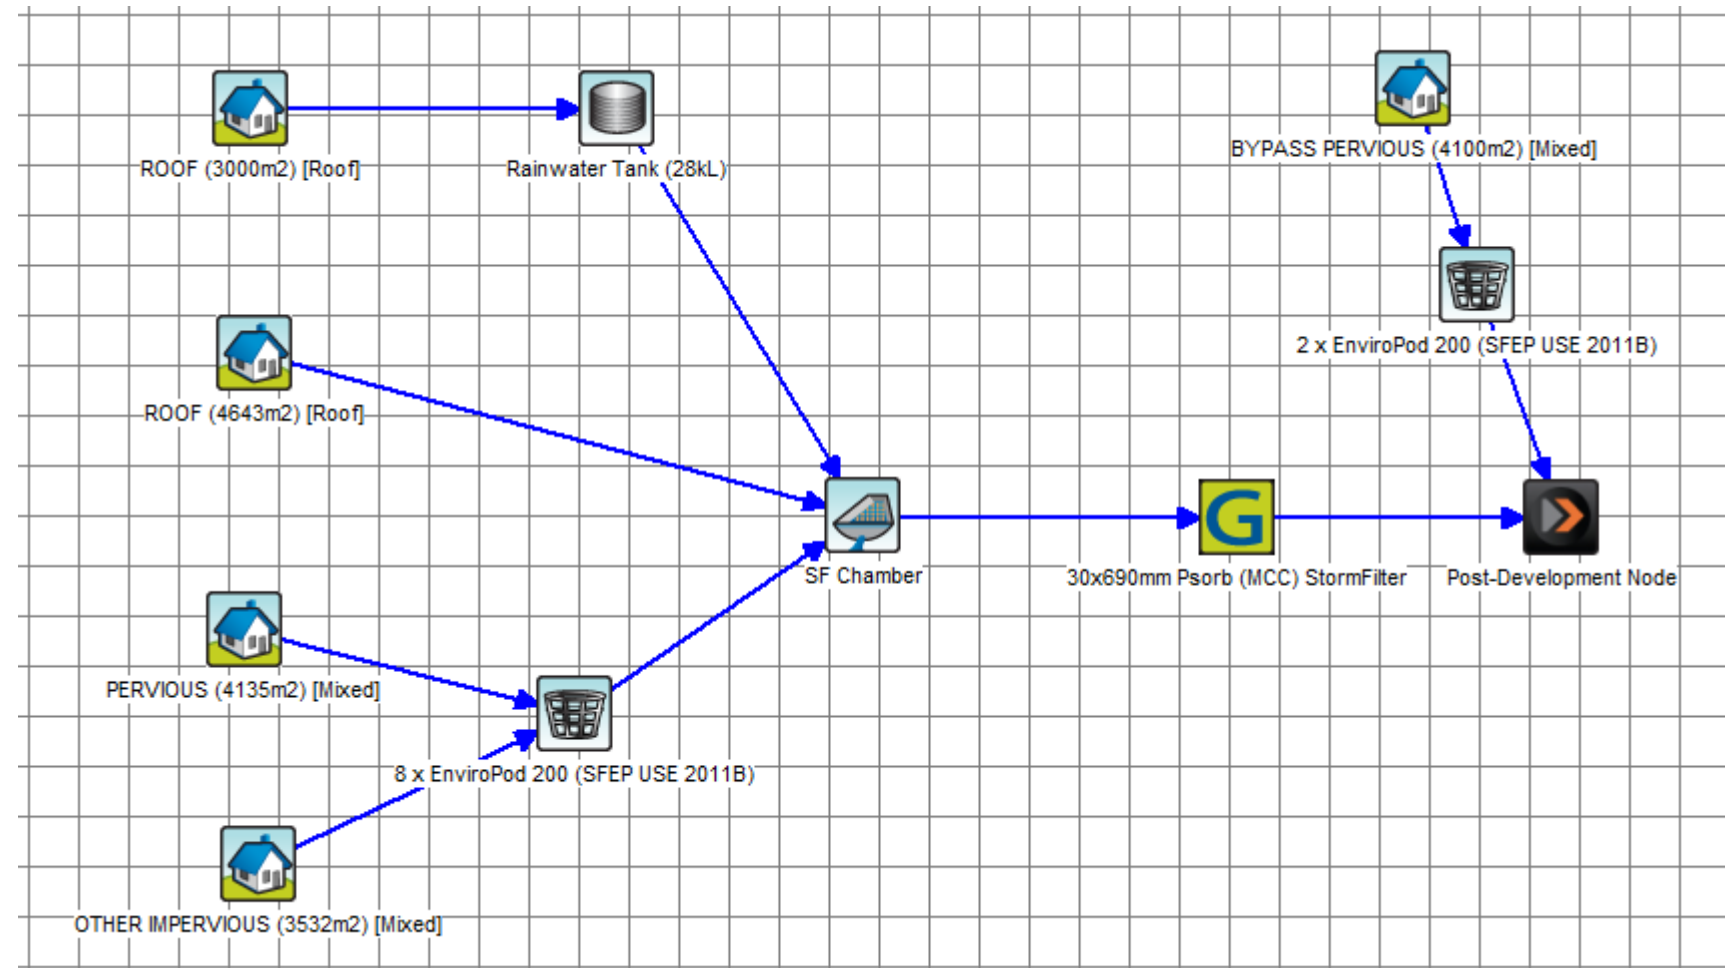 ROOF (3000m2) [Roof]
Rainwater Tank (28kL)
BYPASS PERVIOUS (4100m2) [Mixed]
2 x EnviroPod 200 (SFEP USE 2011B)
ROOF (4643m2) [Roof]
SF Chamber
G
30x690mm Psorb (MCC) StormFilter
Post-Development Node
PERVIOUS (4135m2) [Mixed]
8 x EnviroPod 200 (SFEP USE 2011B)
OTHER IMPERVIOUS (3532m2) [Mixed]